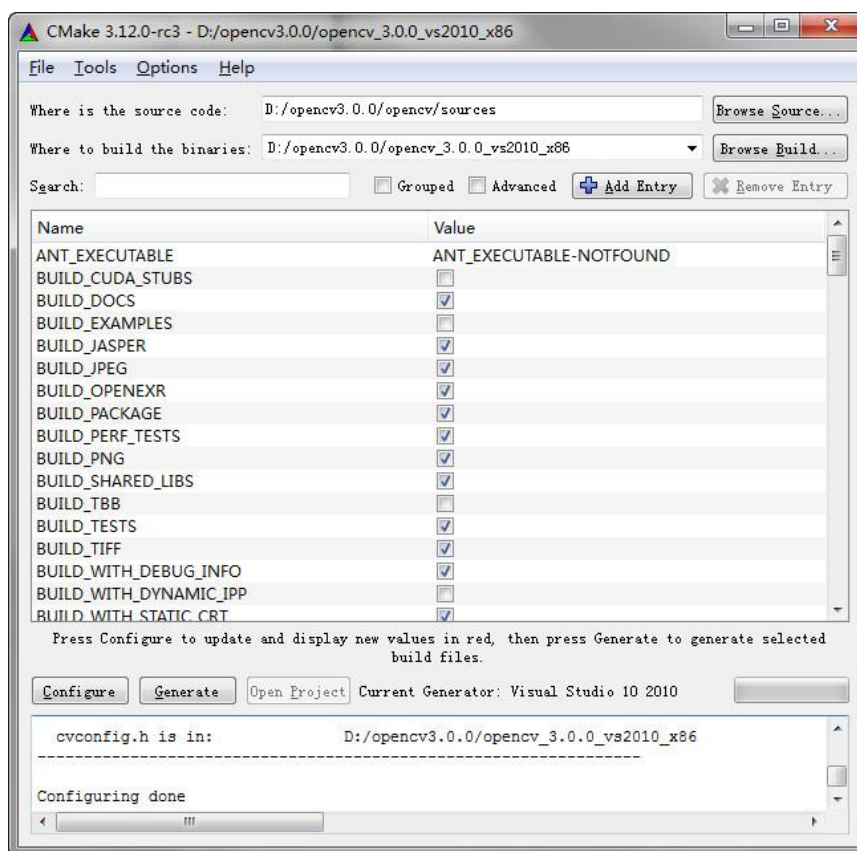 CMake 3.12.0-rc3 - D:/opencv3.0.0/opencv_3.0.0_vs2010_x86
File Tools Options Help
Where is the source code: D:/opencv3.0.0/opencv/sources Browse Source...
Where to build the binaries: D:/opencv3.0.0/opencv_3.0.0_vs2010_x86 Browse Build...
Search: Grouped Advanced Add Entry Remove Entry
Name Value
ANT_EXECUTABLE ANT_EXECUTABLE-NOTFOUND
BUILD_CUDA_STUBS
BUILD_DOCS
BUILD_EXAMPLES
BUILD_JASPER
BUILD_JPEG
BUILD_OPENEXR
BUILD_PACKAGE
BUILD_PERF_TESTS
BUILD_PNG
BUILD_SHARED_LIBS
BUILD_TBB
BUILD_TESTS
BUILD_TIFF
BUILD_WITH_DEBUG_INFO
BUILD_WITH_DYNAMIC_IPP
BUILD_WITH_STATIC_CRT
Press Configure to update and display new values in red, then press Generate to generate selected
build files.
Configure Generate Open Project Current Generator: Visual Studio 10 2010
cvconfig.h is in: D:/opencv3.0.0/opencv_3.0.0_vs2010_x86
-----------------------------------------------------------------
Configuring done